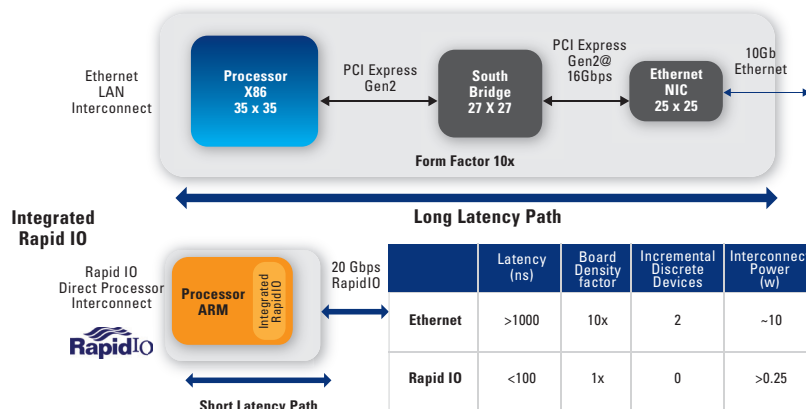 Ethernet
LAN
Interconnect
Processor
X86
35 x 35
PCI Express
Gen2
South
Bridge
27 X 27
PCI Express
Gen2@
16Gbps
Ethernet
NIC
25 x 25
10Gb
Ethernet
Form Factor 10x
Long Latency Path
Integrated
Rapid IO
Rapid IO
Direct Processor
Interconnect
RapidIO
Processor
ARM
Integrated
RapidIO
20 Gbps
RapidIO
Short Latency Path
Latency
(ns)
Board
Density
factor
Incremental
Discrete
Devices
Interconnect
Power
(w)
Ethernet >1000 10x 2 ~10
Rapid IO <100 1x 0 >0.25